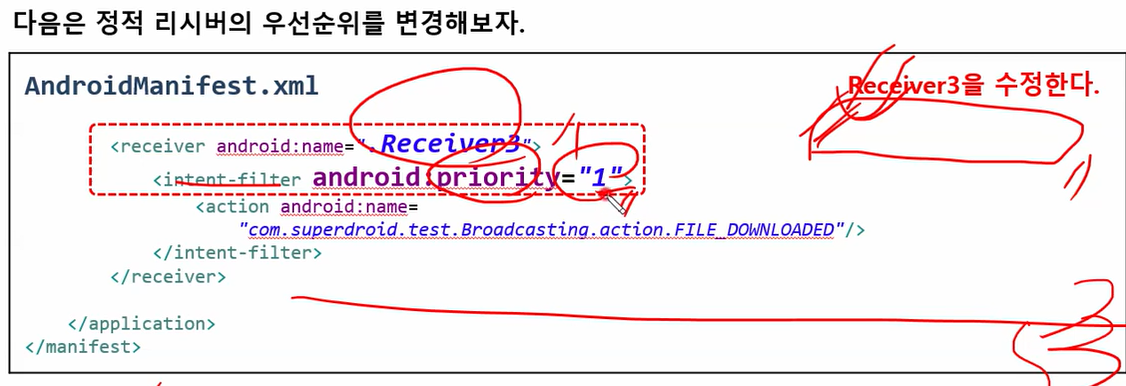 다음은 정적 리시버의 우선순위를 변경해보자.
AndroidManifest.xml
Receiver3을 수정한다.
<receiver android:name=".Receiver3">
<intent-filter android:priority="1">
<action android:name=
"com.superdroid.test.Broadcasting.action.FILE_DOWNLOADED"/>
</intent-filter>
</receiver>
</application>
</manifest>